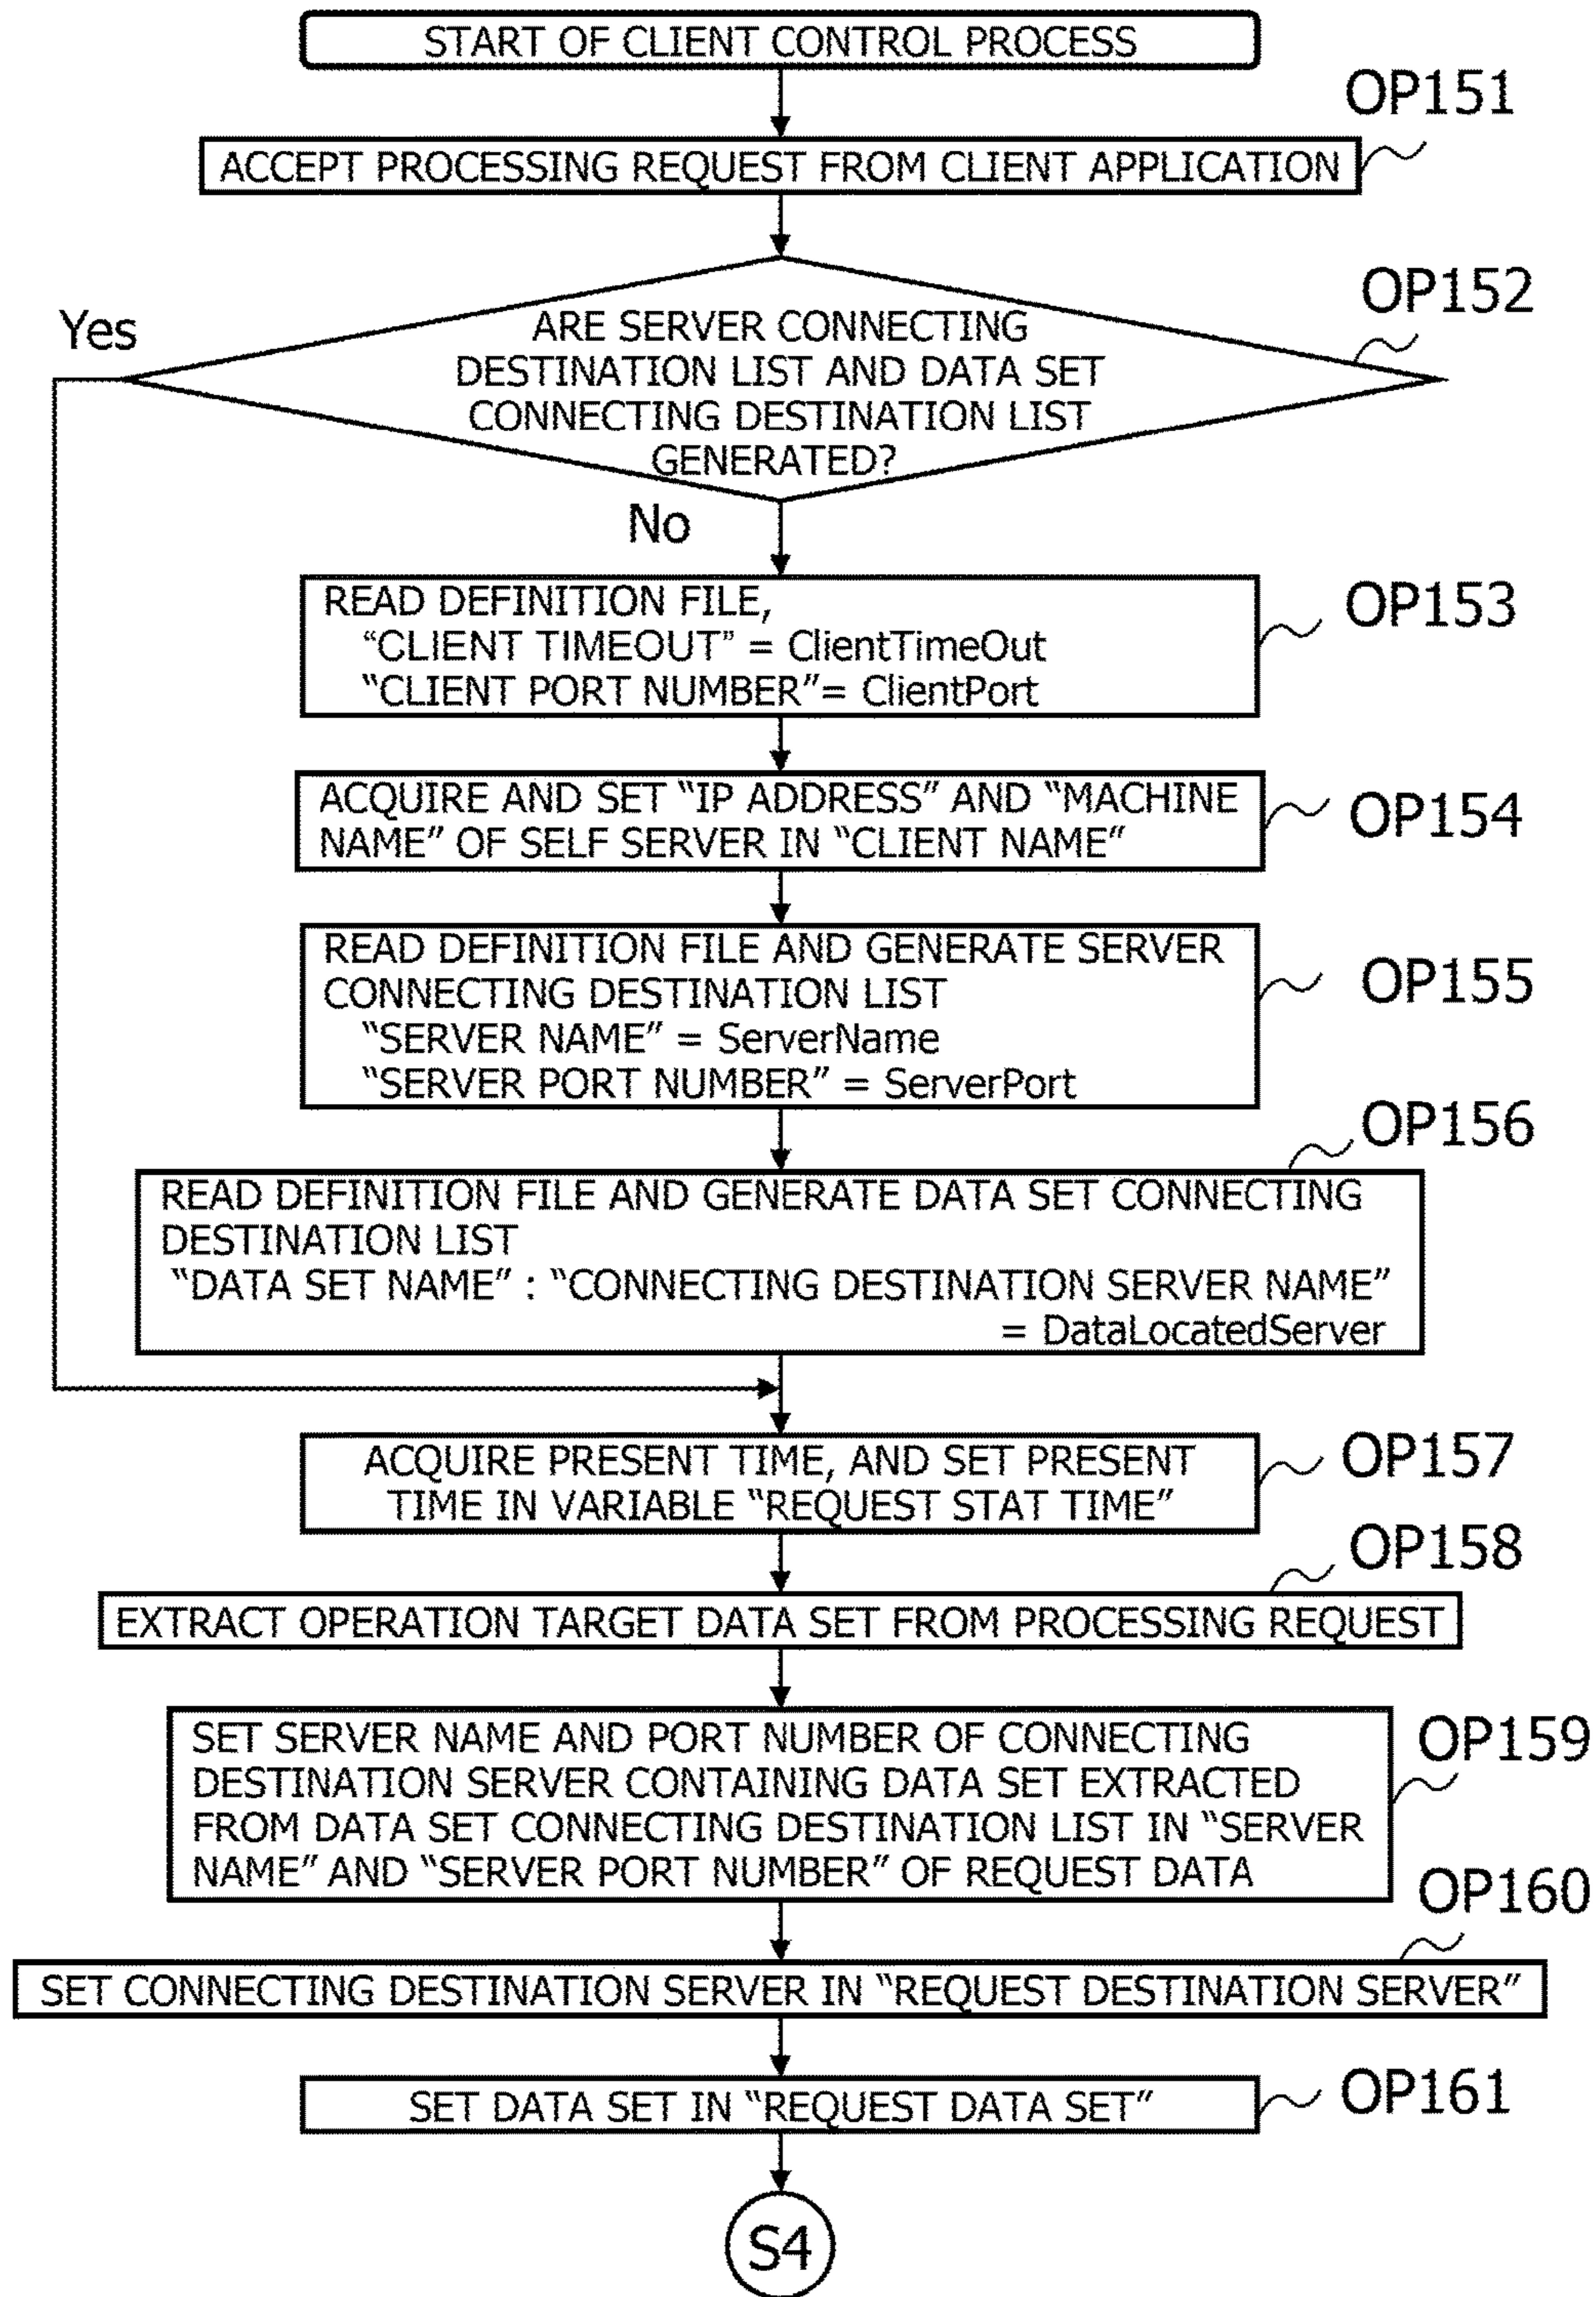 START OF CLIENT CONTROL PROCESS
OP151
ACCEPT PROCESSING REQUEST FROM CLIENT APPLICATION
OP152
Yes
ARE SERVER CONNECTING
DESTINATION LIST AND DATA SET
CONNECTING DESTINATION LIST
GENERATED?
No
READ DEFINITION FILE,
“CLIENT TIMEOUT” = ClientTimeOut
“CLIENT PORT NUMBER”= ClientPort
OP153
ACQUIRE AND SET “IP ADDRESS” AND “MACHINE
NAME” OF SELF SERVER IN “CLIENT NAME”
OP154
READ DEFINITION FILE AND GENERATE SERVER
CONNECTING DESTINATION LIST
“SERVER NAME” = ServerName
“SERVER PORT NUMBER” = ServerPort
OP155
OP156
READ DEFINITION FILE AND GENERATE DATA SET CONNECTING
DESTINATION LIST
“DATA SET NAME” : “CONNECTING DESTINATION SERVER NAME”
= DataLocatedServer
ACQUIRE PRESENT TIME, AND SET PRESENT
TIME IN VARIABLE “REQUEST STAT TIME”
OP157
OP158
EXTRACT OPERATION TARGET DATA SET FROM PROCESSING REQUEST
SET SERVER NAME AND PORT NUMBER OF CONNECTING
DESTINATION SERVER CONTAINING DATA SET EXTRACTED
FROM DATA SET CONNECTING DESTINATION LIST IN “SERVER
NAME” AND “SERVER PORT NUMBER” OF REQUEST DATA
OP159
OP160
SET CONNECTING DESTINATION SERVER IN “REQUEST DESTINATION SERVER”
SET DATA SET IN “REQUEST DATA SET”
OP161
S4